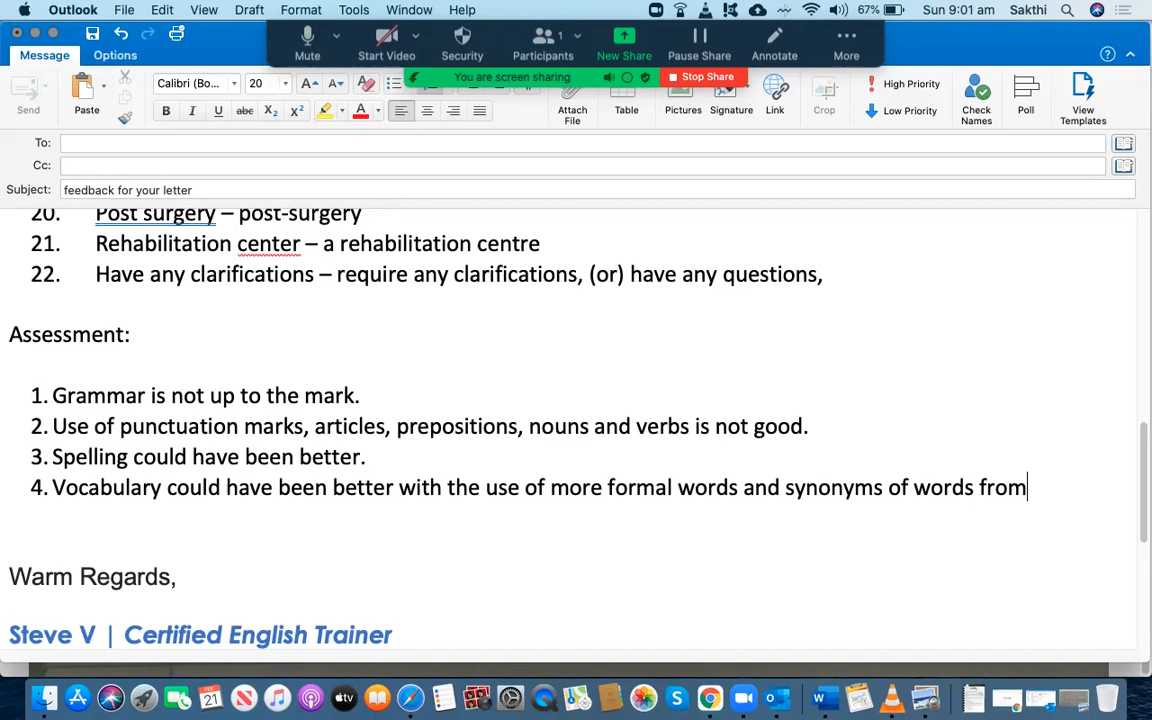 Outlook File Edit View Draft Format Tools Window Help 67% Sun 9:01 am Sakthi
Mute Start Video Security Participants 1 New Share Pause Share Annotate More
Message Options
You are screen sharing Stop Share
Send Paste Calibri (Bo... 20 Attach File Table Pictures Signature Link Crop High Priority Low Priority Check Names Poll View Templates
To:
Cc:
Subject: feedback for your letter
20. Post surgery – post-surgery
21. Rehabilitation center – a rehabilitation centre
22. Have any clarifications – require any clarifications, (or) have any questions,
Assessment:
1. Grammar is not up to the mark.
2. Use of punctuation marks, articles, prepositions, nouns and verbs is not good.
3. Spelling could have been better.
4. Vocabulary could have been better with the use of more formal words and synonyms of words from
Warm Regards,
Steve V | Certified English Trainer